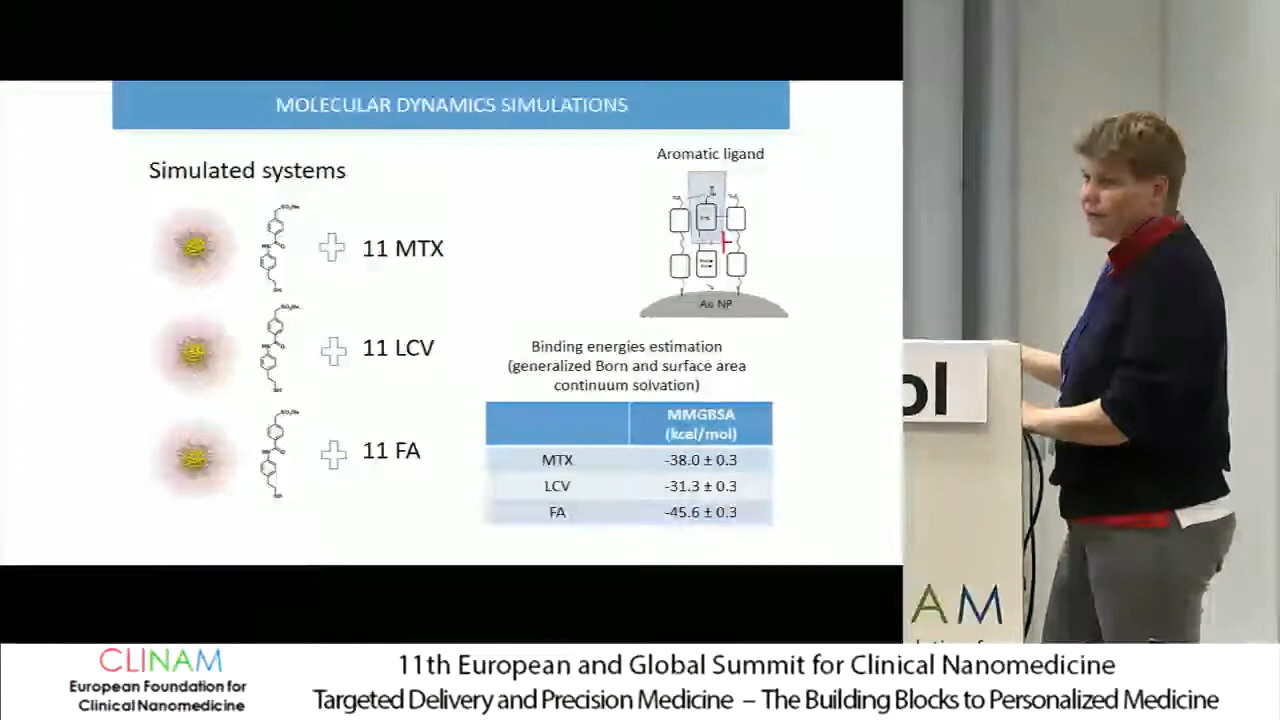 MOLECULAR DYNAMICS SIMULATIONS
Simulated systems
11 MTX
11 LCV
11 FA
Aromatic ligand
Au NP
Binding energies estimation
(generalized Born and surface area
continuum solvation)
MMGBSA
(kcal/mol)
MTX -38.0 ± 0.3
LCV -31.3 ± 0.3
FA -45.6 ± 0.3
ol
AM
CLINAM
European Foundation for
Clinical Nanomedicine
11th European and Global Summit for Clinical Nanomedicine
Targeted Delivery and Precision Medicine – The Building Blocks to Personalized Medicine